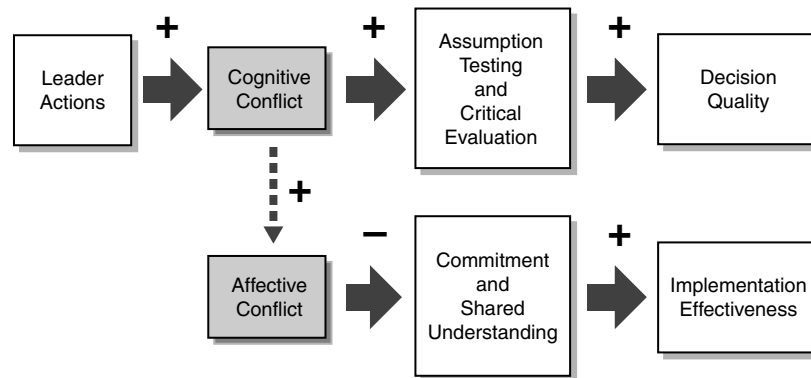 +
+
+
Leader
Actions
Cognitive
Conflict
Assumption
Testing
and
Critical
Evaluation
Decision
Quality
+
−
+
Affective
Conflict
Commitment
and
Shared
Understanding
Implementation
Effectiveness